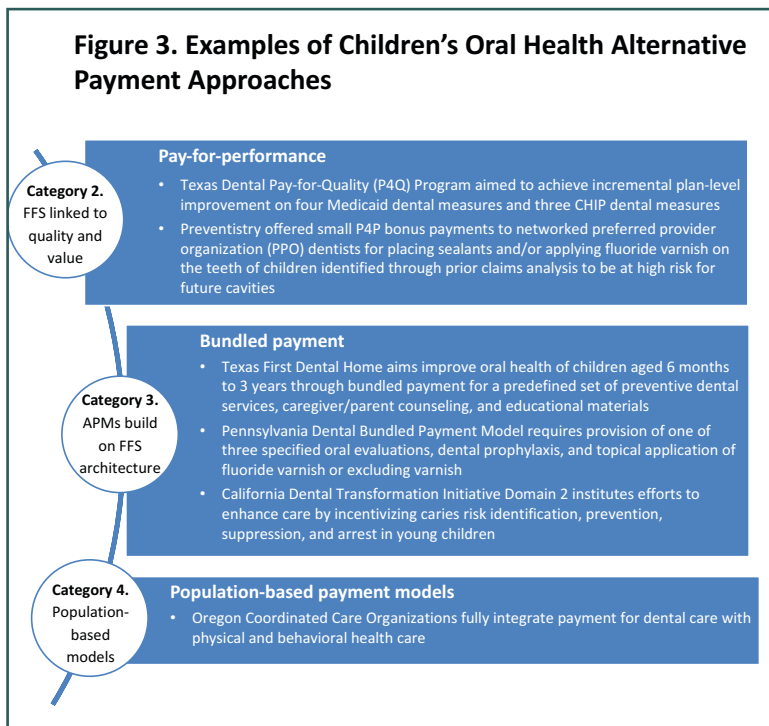 Figure 3. Examples of Children's Oral Health Alternative
Payment Approaches
Category 2.
FFS linked to
quality and
value
Pay-for-performance
• Texas Dental Pay-for-Quality (P4Q) Program aimed to achieve incremental plan-level
improvement on four Medicaid dental measures and three CHIP dental measures
• Preventistry offered small P4P bonus payments to networked preferred provider
organization (PPO) dentists for placing sealants and/or applying fluoride varnish on
the teeth of children identified through prior claims analysis to be at high risk for
future cavities
Category 3.
APMs build
on FFS
architecture
Bundled payment
• Texas First Dental Home aims improve oral health of children aged 6 months
to 3 years through bundled payment for a predefined set of preventive dental
services, caregiver/parent counseling, and educational materials
• Pennsylvania Dental Bundled Payment Model requires provision of one of
three specified oral evaluations, dental prophylaxis, and topical application of
fluoride varnish or excluding varnish
• California Dental Transformation Initiative Domain 2 institutes efforts to
enhance care by incentivizing caries risk identification, prevention,
suppression, and arrest in young children
Category 4.
Population-
based
models
Population-based payment models
• Oregon Coordinated Care Organizations fully integrate payment for dental care with
physical and behavioral health care